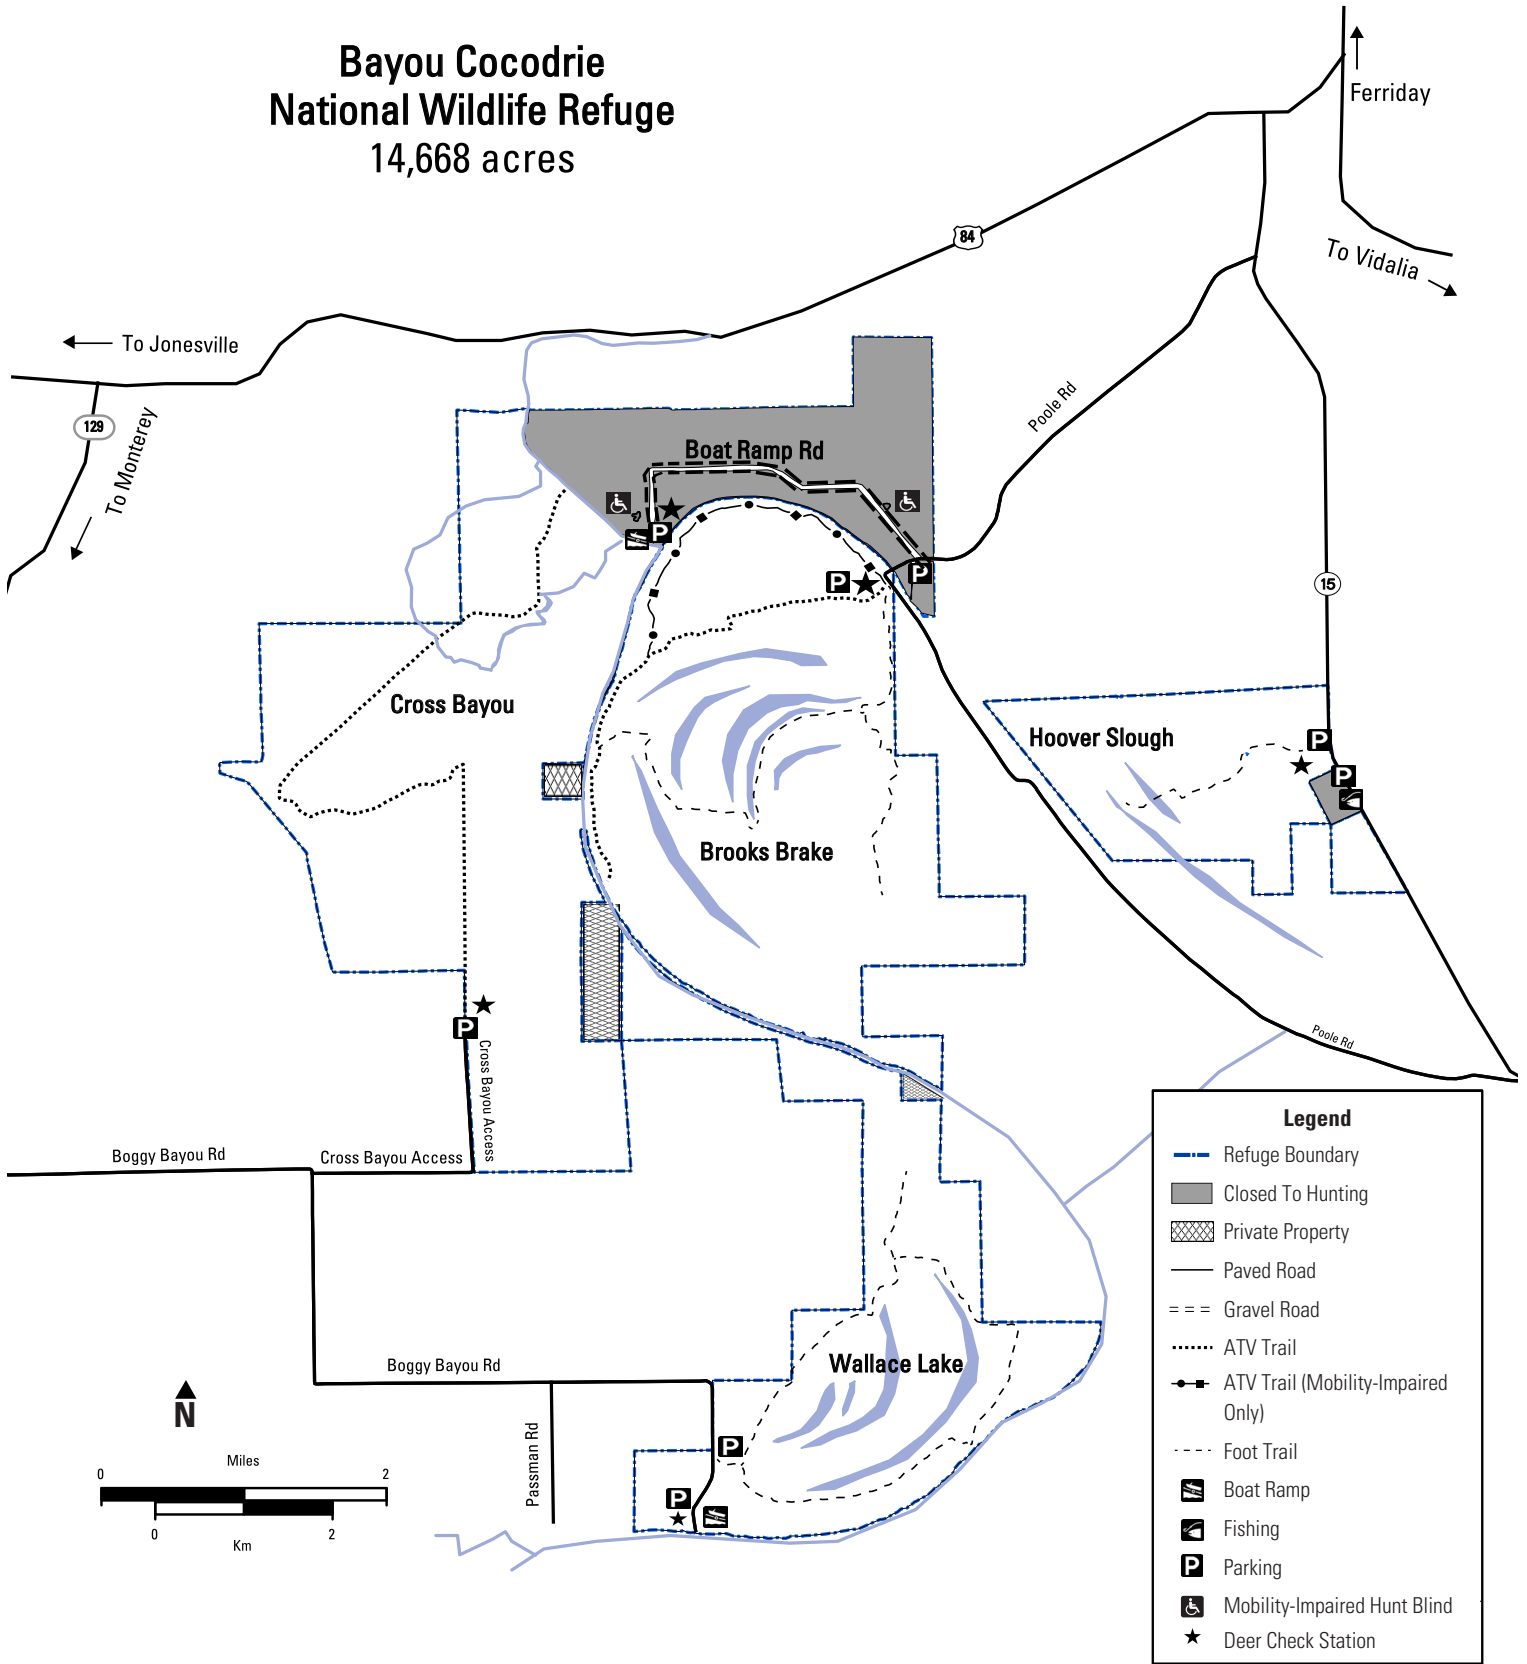 Bayou Cocodrie
National Wildlife Refuge
14,668 acres
Ferriday
84
To Vidalia
To Jonesville
129
To Monterey
Poole Rd
Boat Ramp Rd
P
P
P
15
Cross Bayou
Hoover Slough
P
P
Brooks Brake
P
Cross Bayou Access
Poole Rd
Boggy Bayou Rd
Cross Bayou Access
Boggy Bayou Rd
Wallace Lake
Passman Rd
P
P
N
Miles
0
2
0
2
Km
Legend
Refuge Boundary
Closed To Hunting
Private Property
Paved Road
Gravel Road
ATV Trail
ATV Trail (Mobility-Impaired
Only)
Foot Trail
Boat Ramp
Fishing
P Parking
Mobility-Impaired Hunt Blind
Deer Check Station